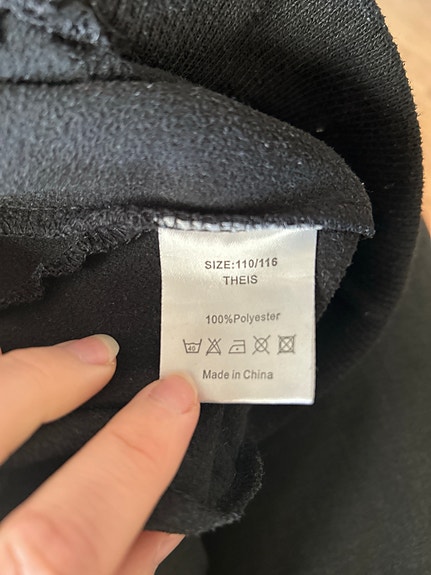 SIZE:110/116
THEIS
100%Polyester
40
Made in China